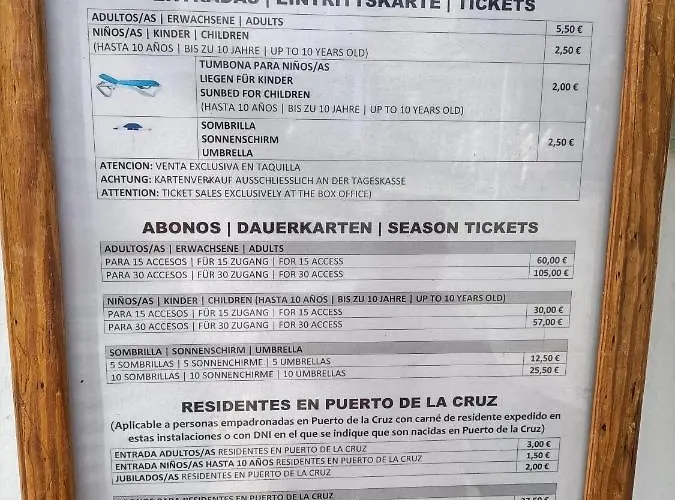 ENTRADAS | EINTRITTSKARTE | TICKETS
ADULTOS/AS | ERWACHSENE | ADULTS 5,50 €
NIÑOS/AS | KINDER | CHILDREN
(HASTA 10 AÑOS | BIS ZU 10 JAHRE | UP TO 10 YEARS OLD) 2,50 €
TUMBONA PARA NIÑOS/AS
LIEGEN FÜR KINDER
SUNBED FOR CHILDREN 2,00 €
(HASTA 10 AÑOS | BIS ZU 10 JAHRE | UP TO 10 YEARS OLD)
SOMBRILLA
SONNENSCHIRM 2,50 €
UMBRELLA
ATENCION: VENTA EXCLUSIVA EN TAQUILLA
ACHTUNG: KARTENVERKAUF AUSSCHLIESSLICH AN DER TAGESKASSE
ATTENTION: TICKET SALES EXCLUSIVELY AT THE BOX OFFICE)
ABONOS | DAUERKARTEN | SEASON TICKETS
ADULTOS/AS | ERWACHSENE | ADULTS
PARA 15 ACCESOS | FÜR 15 ZUGANG | FOR 15 ACCESS 60,00 €
PARA 30 ACCESOS | FÜR 30 ZUGANG | FOR 30 ACCESS 105,00 €
NIÑOS/AS | KINDER | CHILDREN (HASTA 10 AÑOS | BIS ZU 10 JAHRE | UP TO 10 YEARS OLD)
PARA 15 ACCESOS | FÜR 15 ZUGANG | FOR 15 ACCESS 30,00 €
PARA 30 ACCESOS | FÜR 30 ZUGANG | FOR 30 ACCESS 57,00 €
SOMBRILLA | SONNENSCHIRM | UMBRELLA
5 SOMBRILLAS | 5 SONNENCHIRME | 5 UMBRELLAS 12,50 €
10 SOMBRILLAS | 10 SONNENCHIRME | 10 UMBRELLAS 25,50 €
RESIDENTES EN PUERTO DE LA CRUZ
(Aplicable a personas empadronadas en Puerto de la Cruz con carné de residente expedido en
estas instalaciones o con DNI en el que se indique que son nacidas en Puerto de la Cruz)
ENTRADA ADULTOS/AS RESIDENTES EN PUERTO DE LA CRUZ 3,00 €
ENTRADA NIÑOS/AS HASTA 10 AÑOS RESIDENTES EN PUERTO DE LA CRUZ 1,50 €
JUBILADOS/AS RESIDENTES EN PUERTO DE LA CRUZ 2,00 €
PARA RESIDENTES EN PUERTO DE LA CRUZ